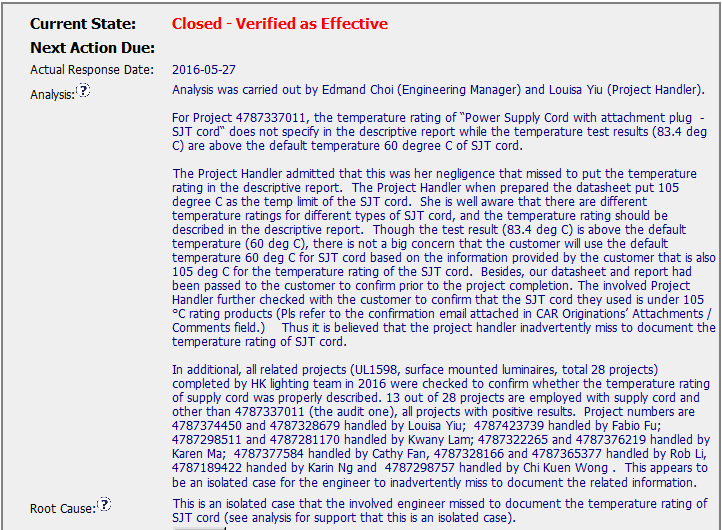 Current State: Closed - Verified as Effective
Next Action Due:
Actual Response Date: 2016-05-27
Analysis:? Analysis was carried out by Edmand Choi (Engineering Manager) and Louisa Yiu (Project Handler).
For Project 4787337011, the temperature rating of "Power Supply Cord with attachment plug -
SJT cord" does not specify in the descriptive report while the temperature test results (83.4 deg
C) are above the default temperature 60 degree C of SJT cord.
The Project Handler admitted that this was her negligence that missed to put the temperature
rating in the descriptive report. The Project Handler when prepared the datasheet put 105
degree C as the temp limit of the SJT cord. She is well aware that there are different
temperature ratings for different types of SJT cord, and the temperature rating should be
described in the descriptive report. Though the test result (83.4 deg C) is above the default
temperature (60 deg C), there is not a big concern that the customer will use the default
temperature 60 deg C for SJT cord based on the information provided by the customer that is also
105 deg C for the temperature rating of the SJT cord. Besides, our datasheet and report had
been passed to the customer to confirm prior to the project completion. The involved Project
Handler further checked with the customer to confirm that the SJT cord they used is under 105
°C rating products (Pls refer to the confirmation email attached in CAR Originations' Attachments /
Comments field.) Thus it is believed that the project handler inadvertently miss to document the
temperature rating of SJT cord.
In additional, all related projects (UL1598, surface mounted luminaires, total 28 projects)
completed by HK lighting team in 2016 were checked to confirm whether the temperature rating
of supply cord was properly described. 13 out of 28 projects are employed with supply cord and
other than 4787337011 (the audit one), all projects with positive results. Project numbers are
4787374450 and 4787328679 handled by Louisa Yiu; 4787423739 handled by Fabio Fu;
4787298511 and 4787281170 handled by Kwany Lam; 4787322265 and 4787376219 handled by
Karen Ma; 4787377584 handled by Cathy Fan, 4787328166 and 4787365377 handled by Rob Li,
4787189422 handed by Karin Ng and 4787298757 handled by Chi Kuen Wong . This appears to
be an isolated case for the engineer to inadvertently miss to document the related information.
Root Cause:? This is an isolated case that the involved engineer missed to document the temperature rating of
SJT cord (see analysis for support that this is an isolated case).